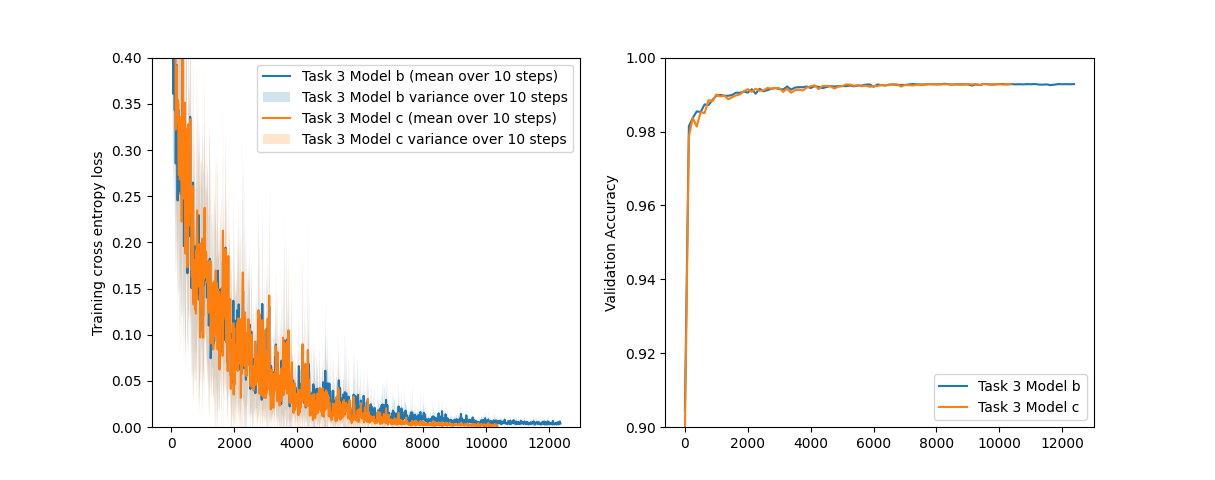 0.40
0.35
0.30
0.25
0.20
0.15
0.10
0.05
0.00
Training cross entropy loss
0 2000 4000 6000 8000 10000 12000
Task 3 Model b (mean over 10 steps)
Task 3 Model b variance over 10 steps
Task 3 Model c (mean over 10 steps)
Task 3 Model c variance over 10 steps
1.00
0.98
0.96
0.94
0.92
0.90
Validation Accuracy
0 2000 4000 6000 8000 10000 12000
Task 3 Model b
Task 3 Model c